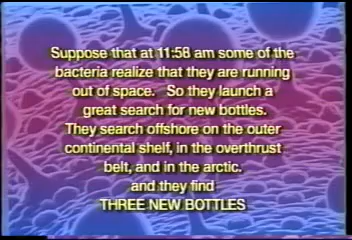 Suppose that at 11:58 am some of the
bacteria realize that they are running
out of space. So they launch a
great search for new bottles.
They search offshore on the outer
continental shelf, in the overthrust
belt, and in the arctic.
and they find
THREE NEW BOTTLES